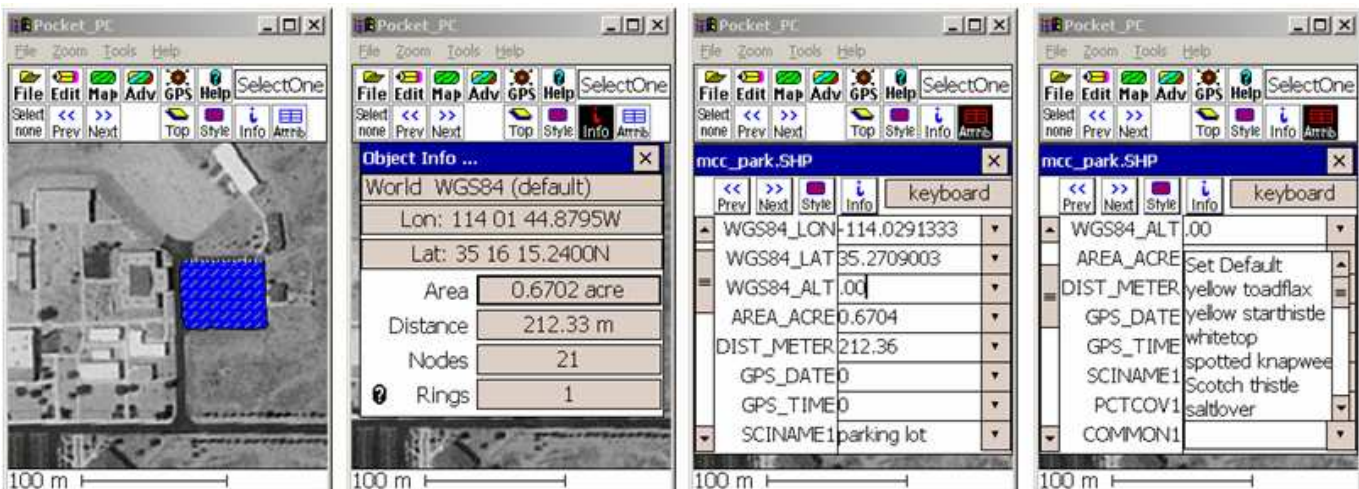 Pocket_PC
File Zoom Tools Help
File Edit Map Adv GPS Help SelectOne
Select none Prev Next Top Style Info Attrib
100 m
Pocket_PC
File Zoom Tools Help
File Edit Map Adv GPS Help SelectOne
Select none Prev Next Top Style Info Attrib
Object Info ...
World WGS84 (default)
Lon: 114 01 44.8795W
Lat: 35 16 15.2400N
Area 0.6702 acre
Distance 212.33 m
Nodes 21
Rings 1
100 m
Pocket_PC
File Zoom Tools Help
File Edit Map Adv GPS Help SelectOne
Select none Prev Next Top Style Info Attrib
mcc_park.SHP
Prev Next Style Info keyboard
WGS84_LON -114.0291333
WGS84_LAT 35.2709003
WGS84_ALT .00
AREA_ACRE 0.6704
DIST_METER 212.36
GPS_DATE 0
GPS_TIME 0
SCINAME1 parking lot
100 m
Pocket_PC
File Zoom Tools Help
File Edit Map Adv GPS Help SelectOne
Select none Prev Next Top Style Info Attrib
mcc_park.SHP
Prev Next Style Info keyboard
WGS84_ALT .00
AREA_ACRE
DIST_METER
GPS_DATE
GPS_TIME
SCINAME1
PCTCOV1
COMMON1
Set Default
yellow toadflax
yellow starthistle
whitetop
spotted knapwee
Scotch thistle
saltlover
100 m